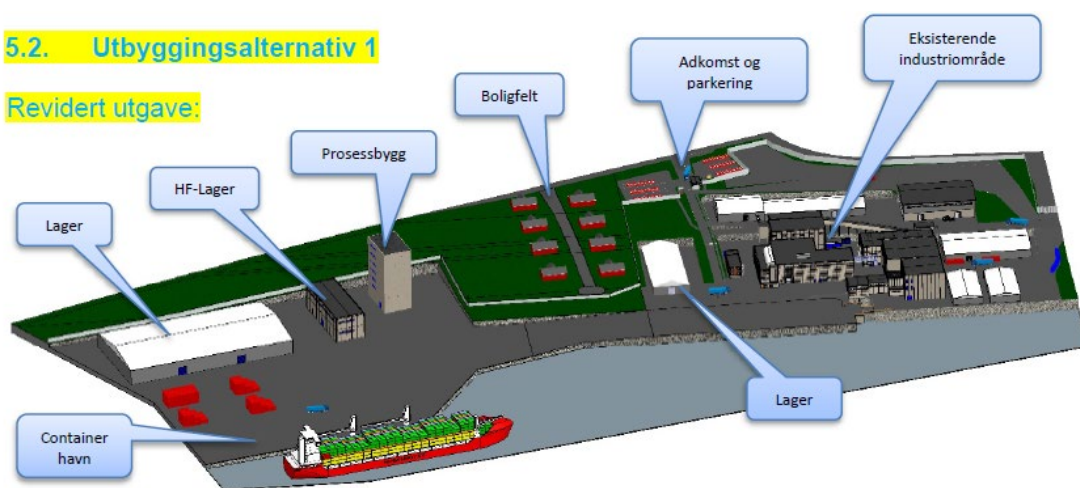 5.2. Utbyggingsalternativ 1
Revidert utgave:
Eksisterende
industriområde
Adkomst og
parkering
Boligfelt
Prosessbygg
HF-Lager
Lager
Lager
Container
havn